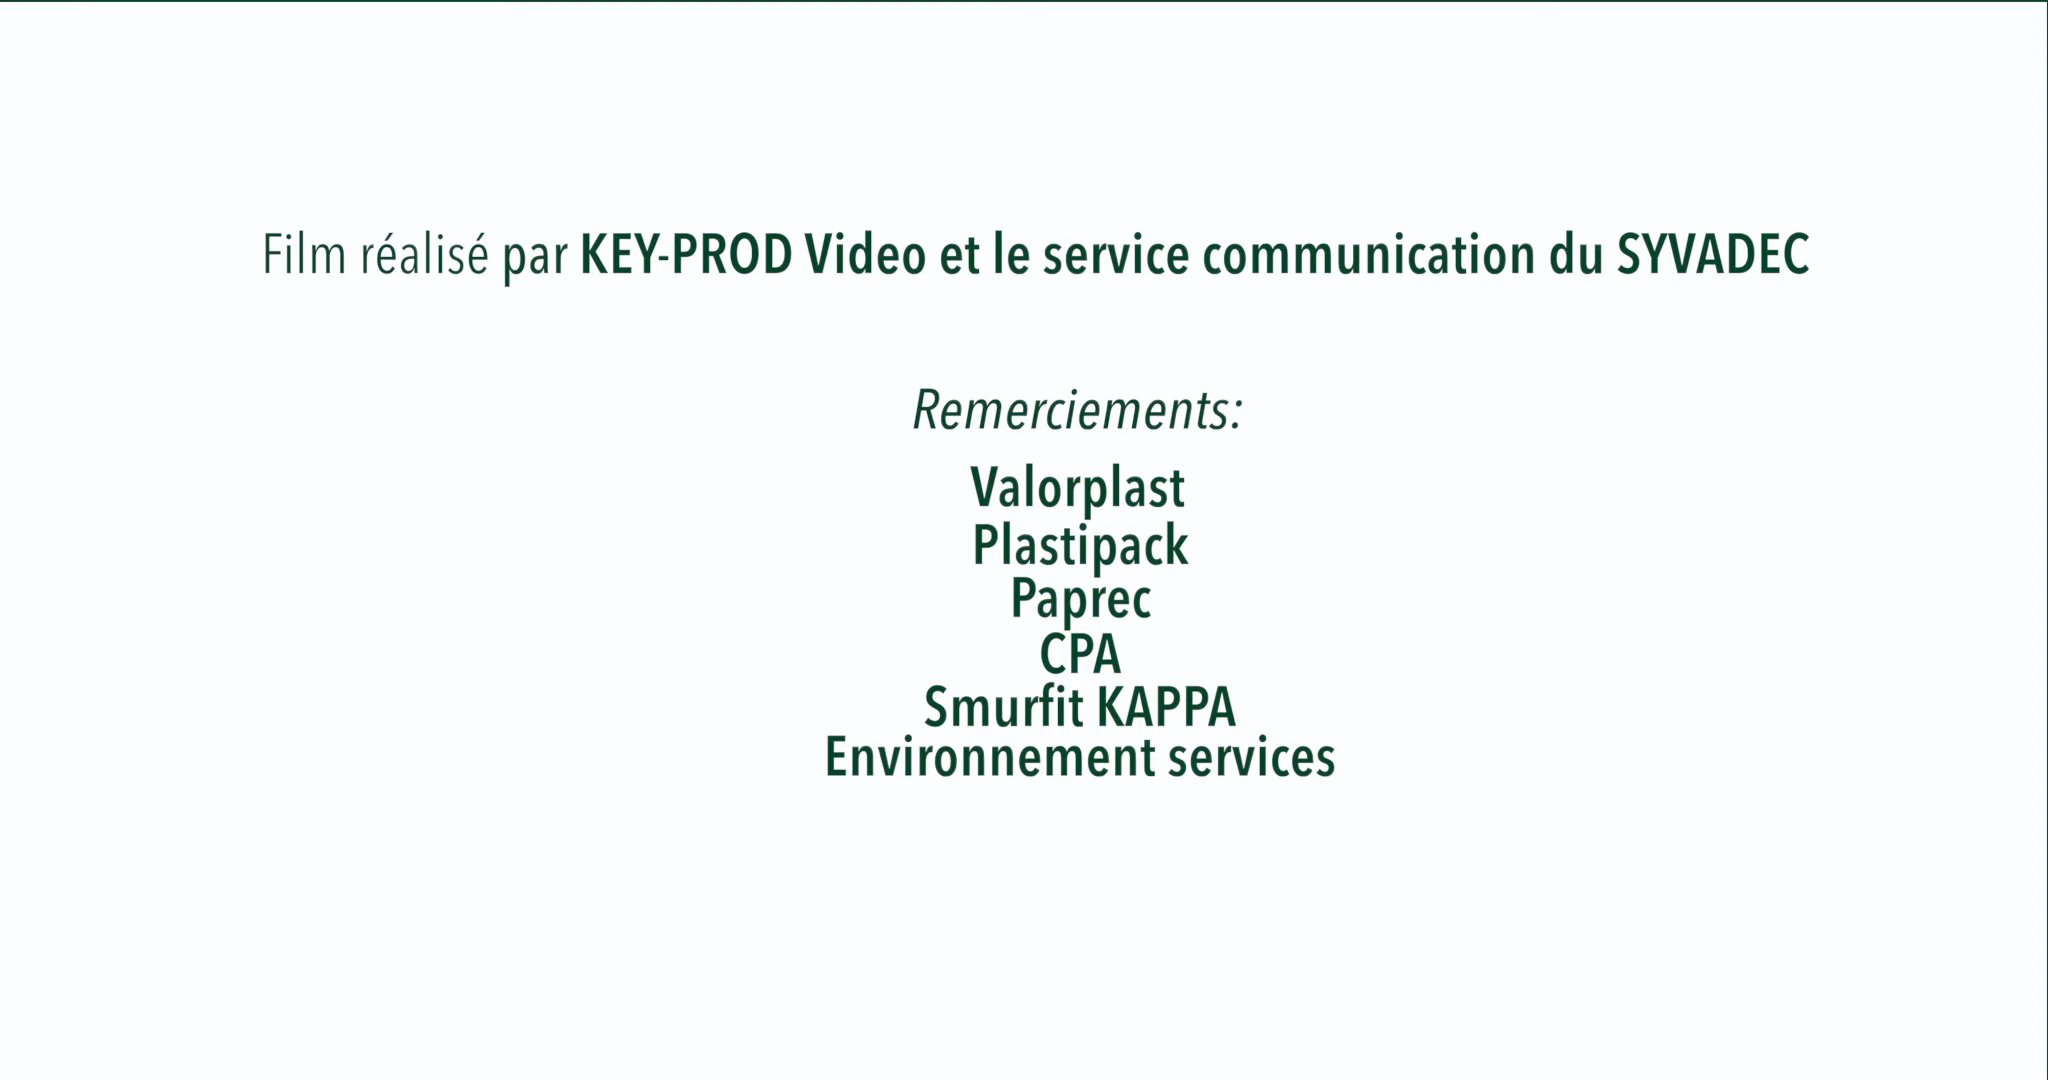 Film réalisé par KEY-PROD Video et le service communication du SYVADEC
Remerciements:
Valorplast
Plastipack
Paprec
CPA
Smurfit KAPPA
Environnement services